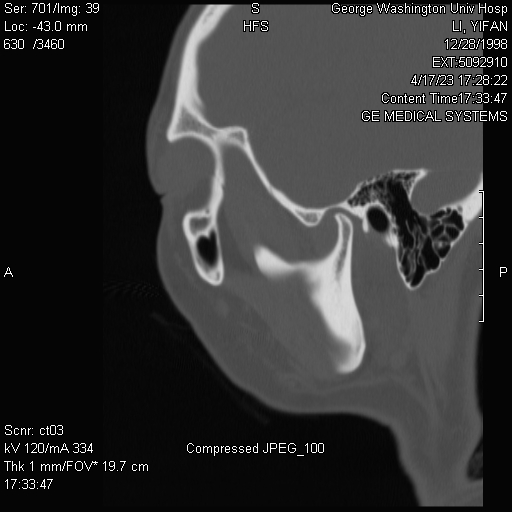 Ser: 701/Img: 39
Loc: -43.0 mm
630 /3460
S
HFS
George Washington Univ Hosp
LI, YIFAN
12/28/1998
EXT:5092910
4/17/23 17:28:22
Content Time17:33:47
GE MEDICAL SYSTEMS
A
P
Scnr: ct03
kV 120/mA 334
Thk 1 mm/FOV* 19.7 cm
17:33:47
Compressed JPEG_100